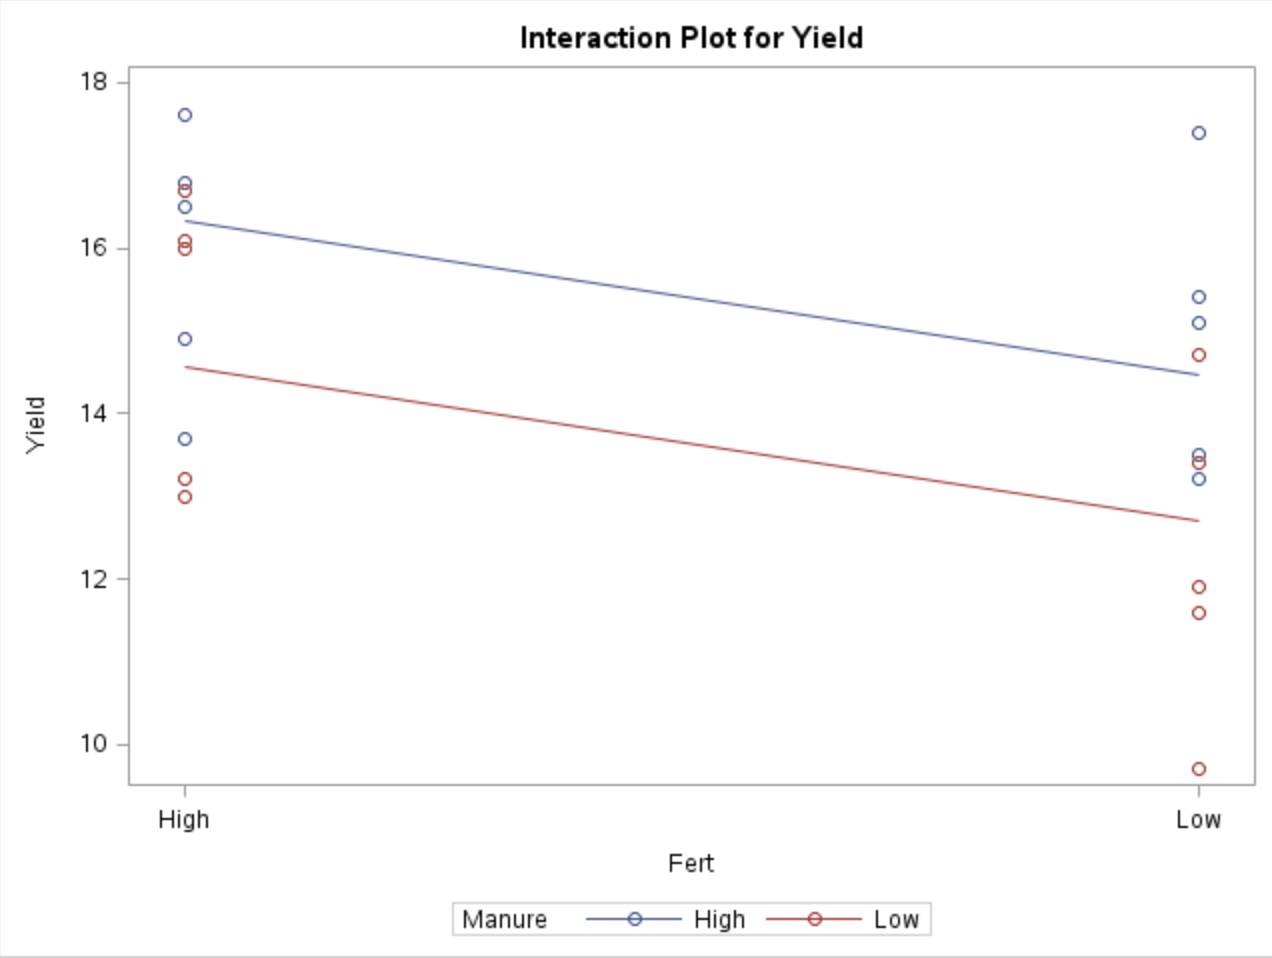 Interaction Plot for Yield
18
16
14
12
10
Yield
High
Low
Fert
Manure High Low